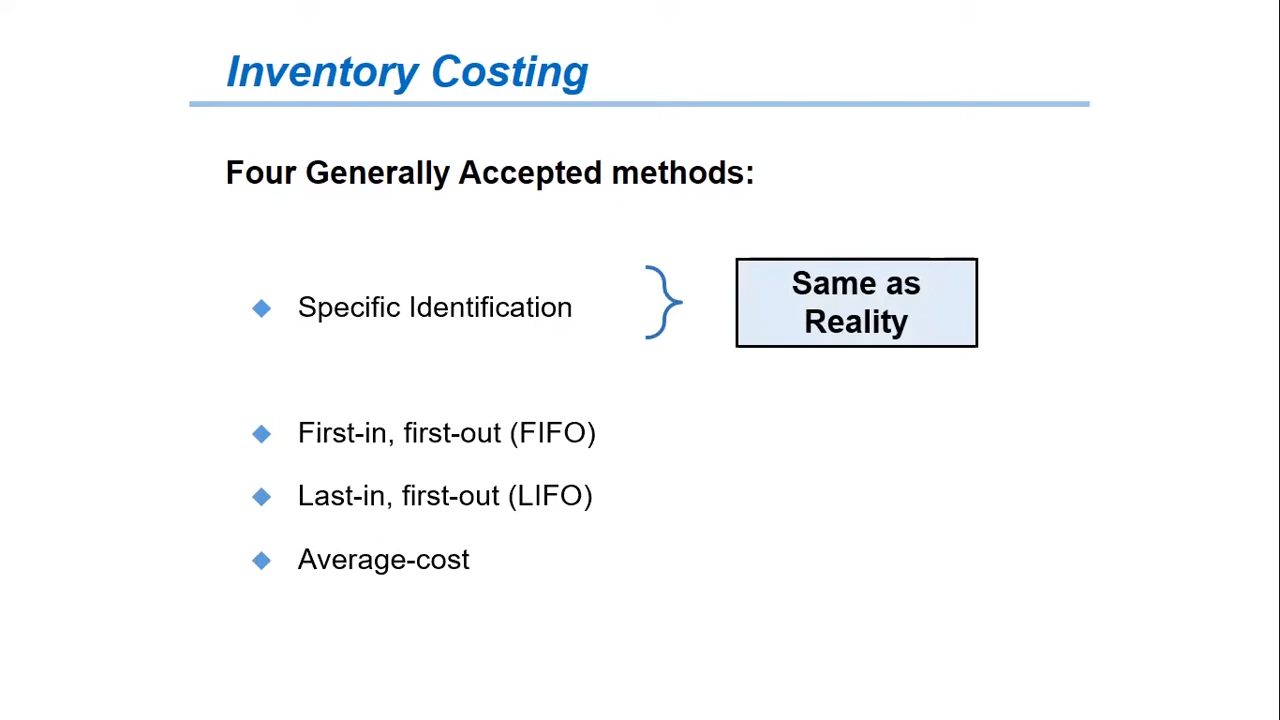 Inventory Costing
Four Generally Accepted methods:
Specific Identification
Same as
Reality
First-in, first-out (FIFO)
Last-in, first-out (LIFO)
Average-cost